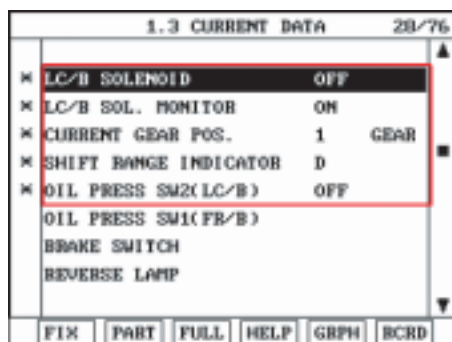 1.3 CURRENT DATA 28/76
* LC/B SOLENOID OFF
* LC/B SOL. MONITOR ON
* CURRENT GEAR POS. 1 GEAR
* SHIFT RANGE INDICATOR D
* OIL PRESS SW2(LC/B) OFF
OIL PRESS SW1(FR/B)
BRAKE SWITCH
REVERSE LAMP
FIX PART FULL HELP GRPH RCRD